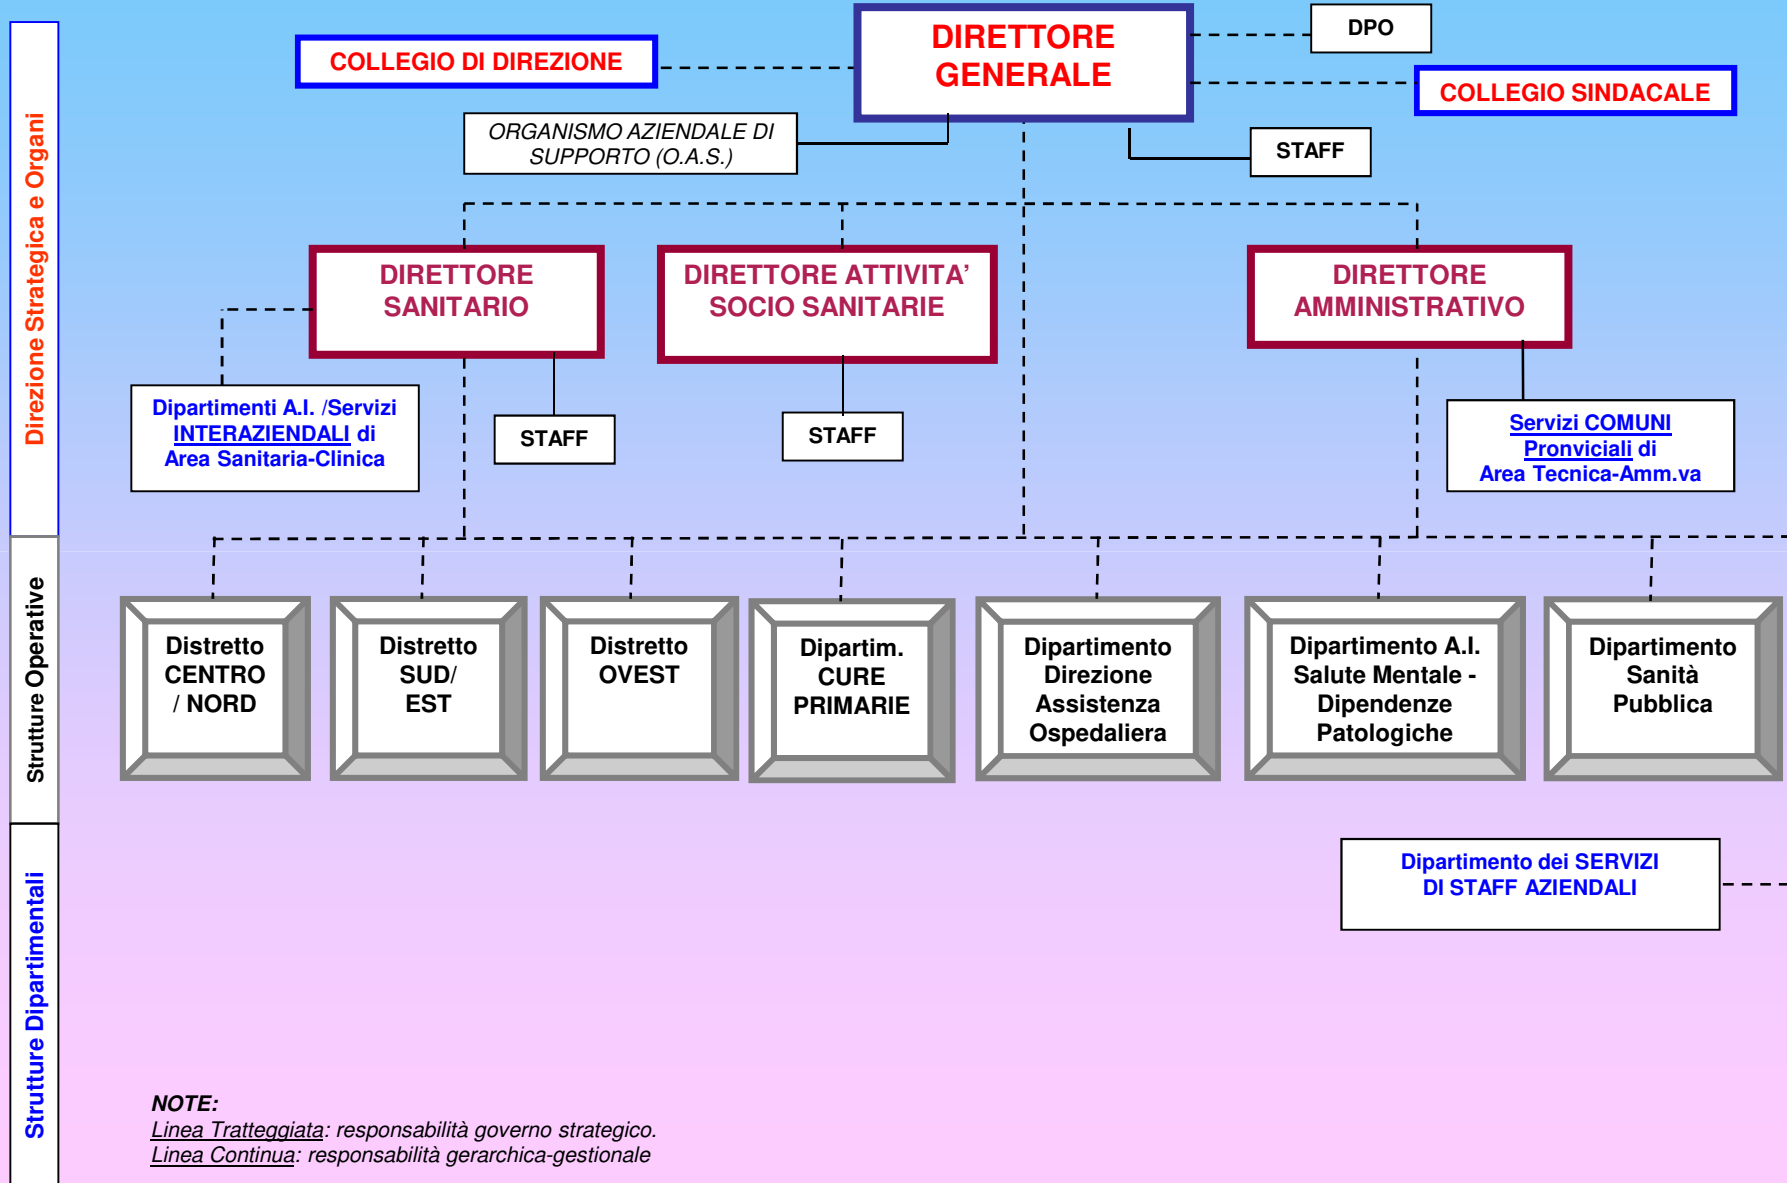 Direzione Strategica e Organi
DIRETTORE
GENERALE
DPO
COLLEGIO DI DIREZIONE
COLLEGIO SINDACALE
ORGANISMO AZIENDALE DI
SUPPORTO (O.A.S.)
STAFF
DIRETTORE
SANITARIO
DIRETTORE ATTIVITA’
SOCIO SANITARIE
DIRETTORE
AMMINISTRATIVO
Dipartimenti A.I. /Servizi
INTERAZIENDALI di
Area Sanitaria-Clinica
STAFF
STAFF
Servizi COMUNI
Pronviciali di
Area Tecnica-Amm.va
Strutture Operative
Distretto
CENTRO
/ NORD
Distretto
SUD/
EST
Distretto
OVEST
Dipartim.
CURE
PRIMARIE
Dipartimento
Direzione
Assistenza
Ospedaliera
Dipartimento A.I.
Salute Mentale -
Dipendenze
Patologiche
Dipartimento
Sanità
Pubblica
Strutture Dipartimentali
Dipartimento dei SERVIZI
DI STAFF AZIENDALI
NOTE:
Linea Tratteggiata: responsabilità governo strategico.
Linea Continua: responsabilità gerarchica-gestionale